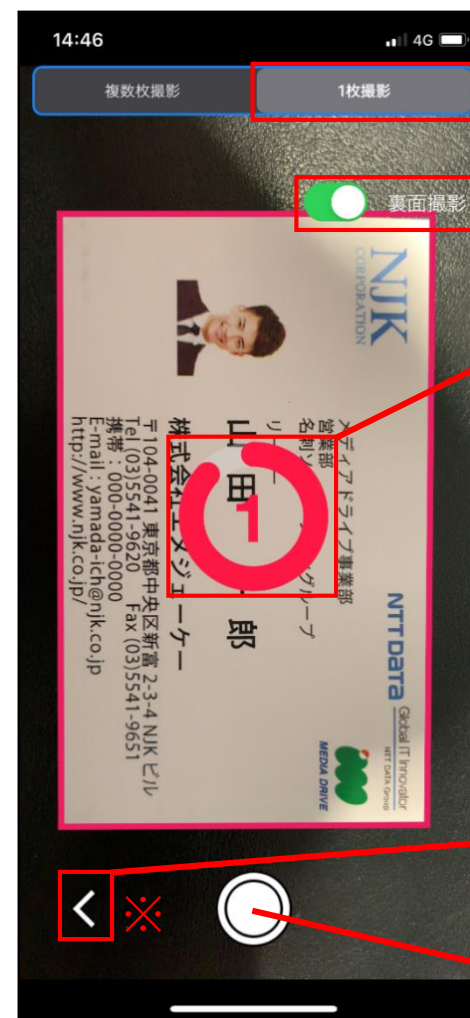 14:46
4G
複数枚撮影
1枚撮影
裏面撮影
NJK
CORPORATION
NTT DATA
Global IT Innovator
NTT DATA Group
MEDIA DRIVE
メディアドライブ事業部
営業部
名刺ソ
グループ
リ
山田
郎
1
株式会社エヌジェーケー
〒104-0041 東京都中央区新富 2-3-4 NJK ビル
Tel (03)5541-9620 Fax (03)5541-9651
携帯:000-0000-0000
E-mail:yamada-ich@njk.co.jp
http://www.njk.co.jp/
※